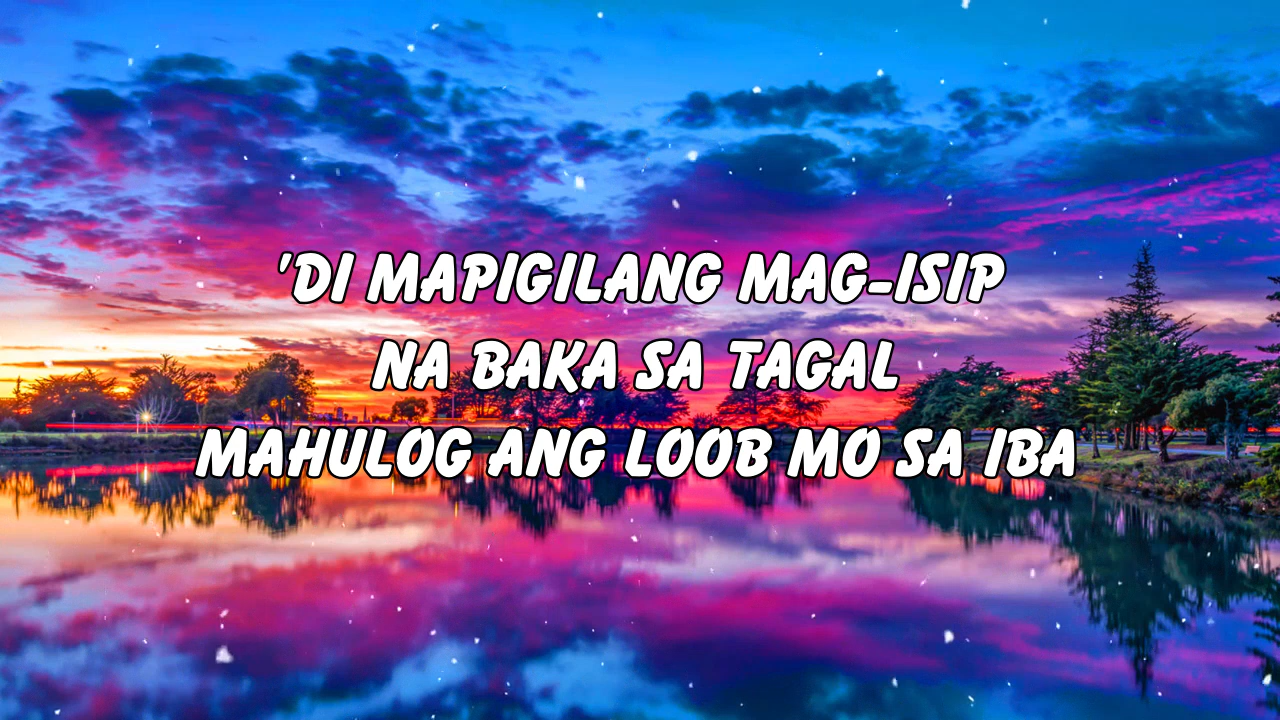 'DI MAPIGILANG MAG-ISIP
NA BAKA SA TAGAL
MAHULOG ANG LOOB MO SA IBA